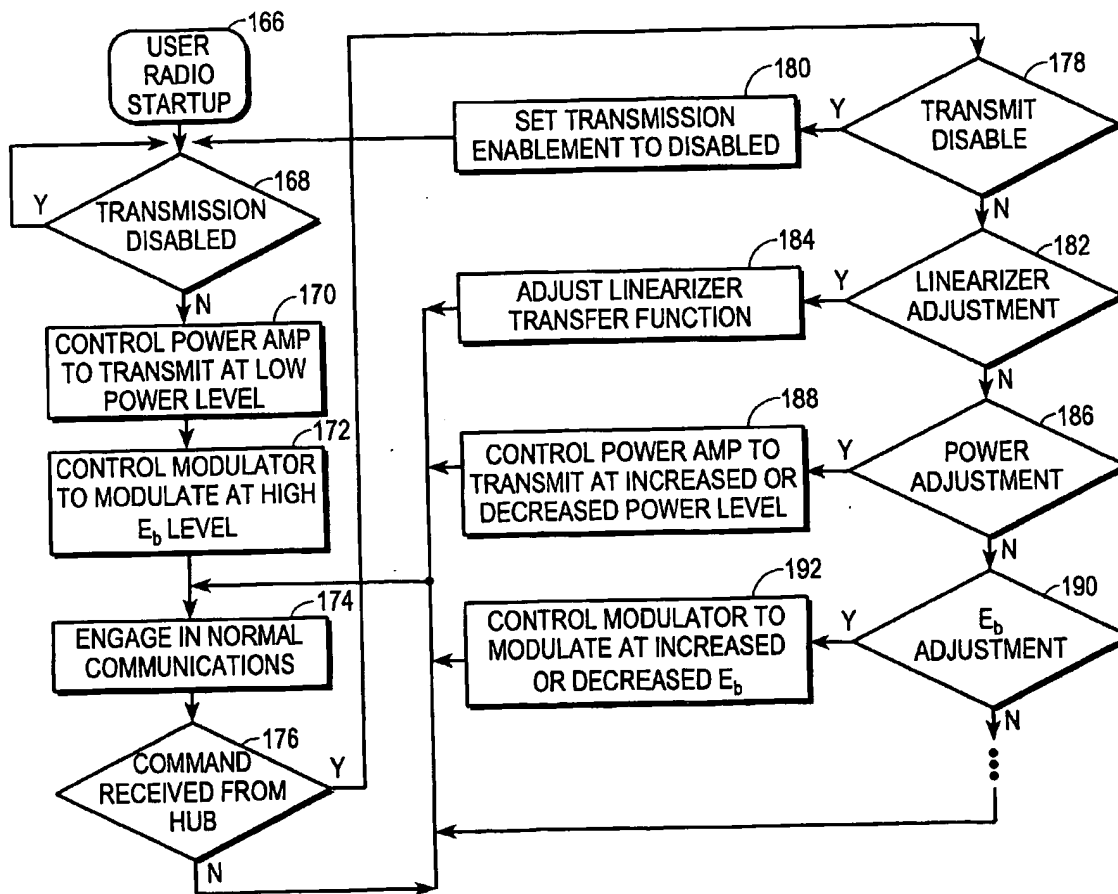 166
USER
RADIO
STARTUP
168
TRANSMISSION
DISABLED
Y
N
170
CONTROL POWER AMP
TO TRANSMIT AT LOW
POWER LEVEL
172
CONTROL MODULATOR
TO MODULATE AT HIGH
Eb LEVEL
174
ENGAGE IN NORMAL
COMMUNICATIONS
176
COMMAND
RECEIVED FROM
HUB
Y
N
178
TRANSMIT
DISABLE
Y
N
180
SET TRANSMISSION
ENABLEMENT TO DISABLED
182
LINEARIZER
ADJUSTMENT
Y
N
184
ADJUST LINEARIZER
TRANSFER FUNCTION
186
POWER
ADJUSTMENT
Y
N
188
CONTROL POWER AMP TO
TRANSMIT AT INCREASED OR
DECREASED POWER LEVEL
190
Eb
ADJUSTMENT
Y
N
192
CONTROL MODULATOR TO
MODULATE AT INCREASED
OR DECREASED Eb